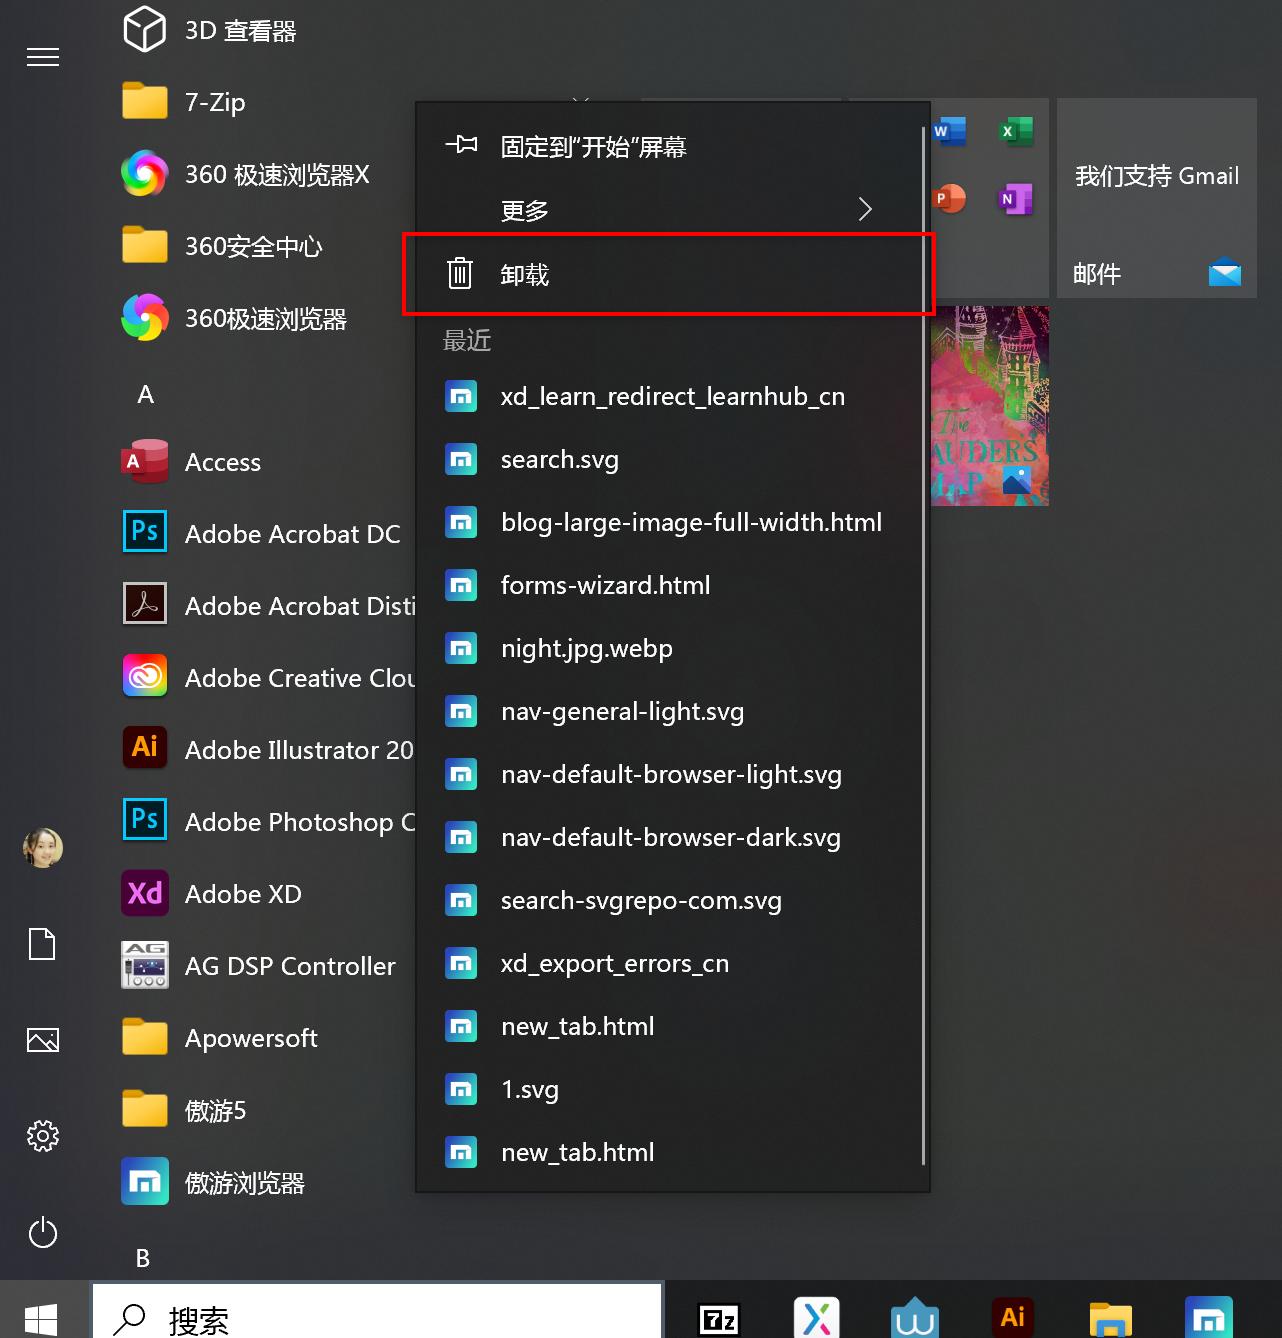 3D 查看器
7-Zip
360 极速浏览器X
360安全中心
360极速浏览器
A
Access
Adobe Acrobat DC
Adobe Acrobat Disti
Adobe Creative Clou
Adobe Illustrator 20
Adobe Photoshop C
Adobe XD
AG DSP Controller
Apowersoft
傲游5
傲游浏览器
B
搜索
固定到"开始"屏幕
更多
卸载
最近
xd_learn_redirect_learnhub_cn
search.svg
blog-large-image-full-width.html
forms-wizard.html
night.jpg.webp
nav-general-light.svg
nav-default-browser-light.svg
nav-default-browser-dark.svg
search-svgrepo-com.svg
xd_export_errors_cn
new_tab.html
1.svg
new_tab.html
我们支持 Gmail
邮件
The
AUDER'S
MAP